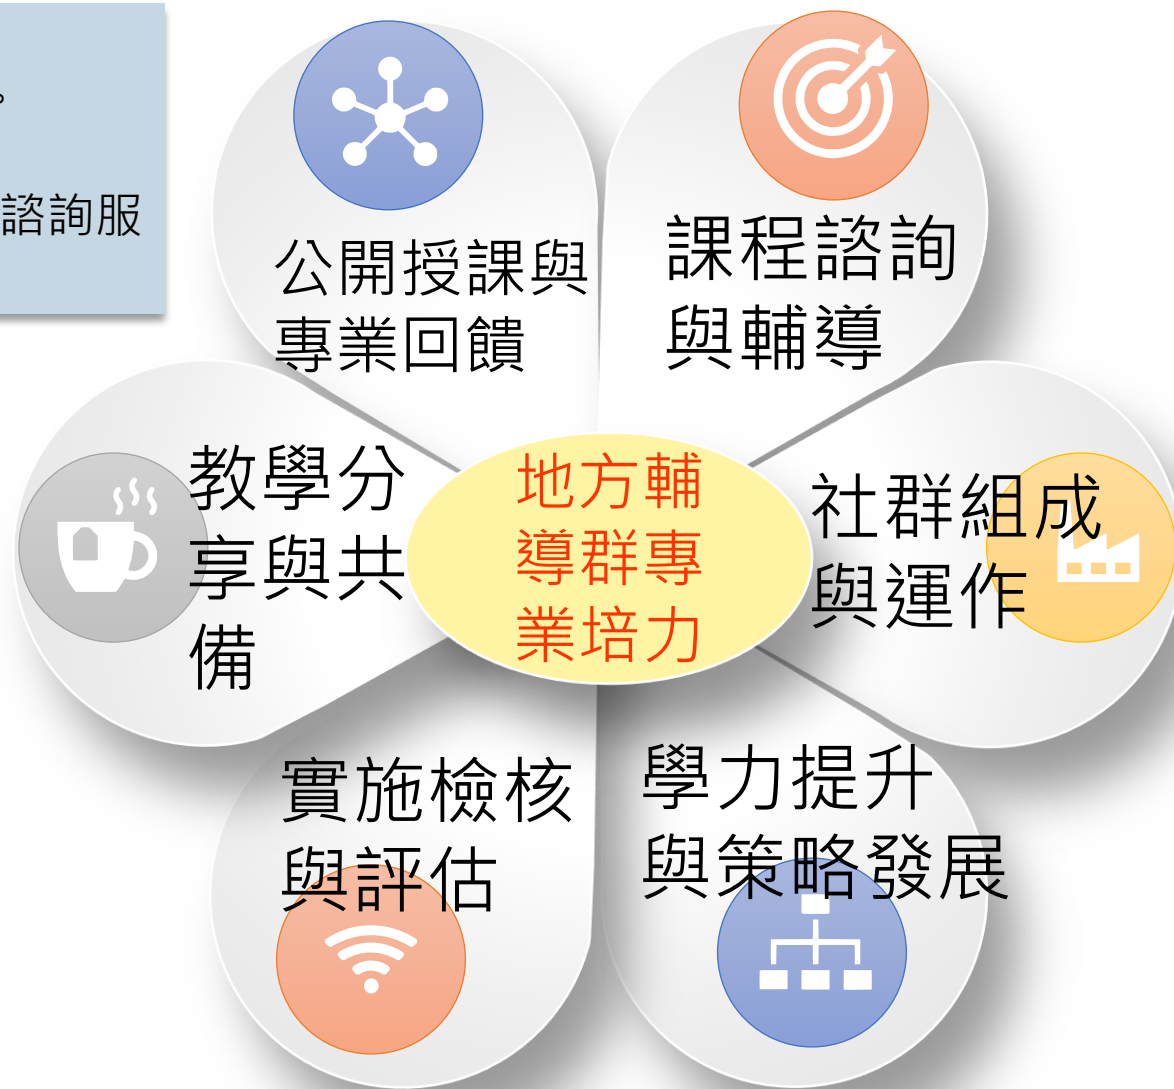 。
諮詢服
公開授課與
專業回饋
課程諮詢
與輔導
教學分
享與共
備
地方輔
導群專
業培力
社群組成
與運作
實施檢核
與評估
學力提升
與策略發展